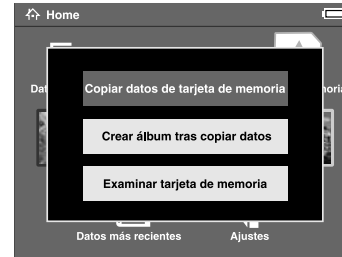 Home
Copiar datos de tarjeta de memoria
Crear álbum tras copiar datos
Examinar tarjeta de memoria
Datos más recientes
Ajustes